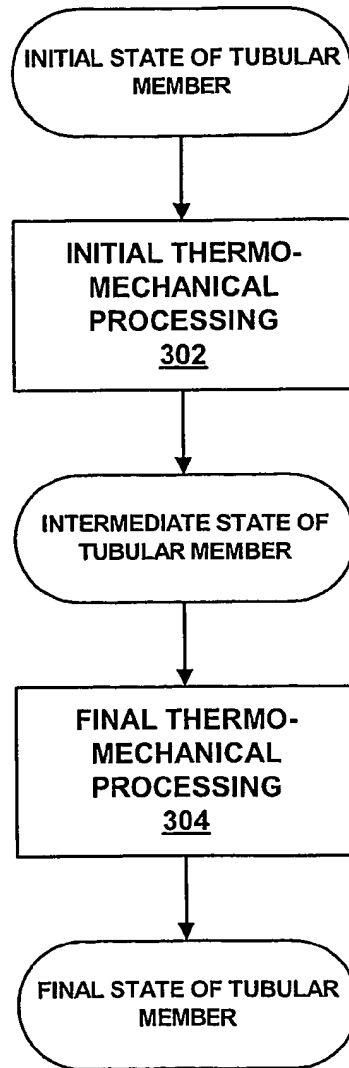 INITIAL STATE OF TUBULAR
MEMBER
INITIAL THERMO-
MECHANICAL
PROCESSING
302
INTERMEDIATE STATE OF
TUBULAR MEMBER
FINAL THERMO-
MECHANICAL
PROCESSING
304
FINAL STATE OF TUBULAR
MEMBER